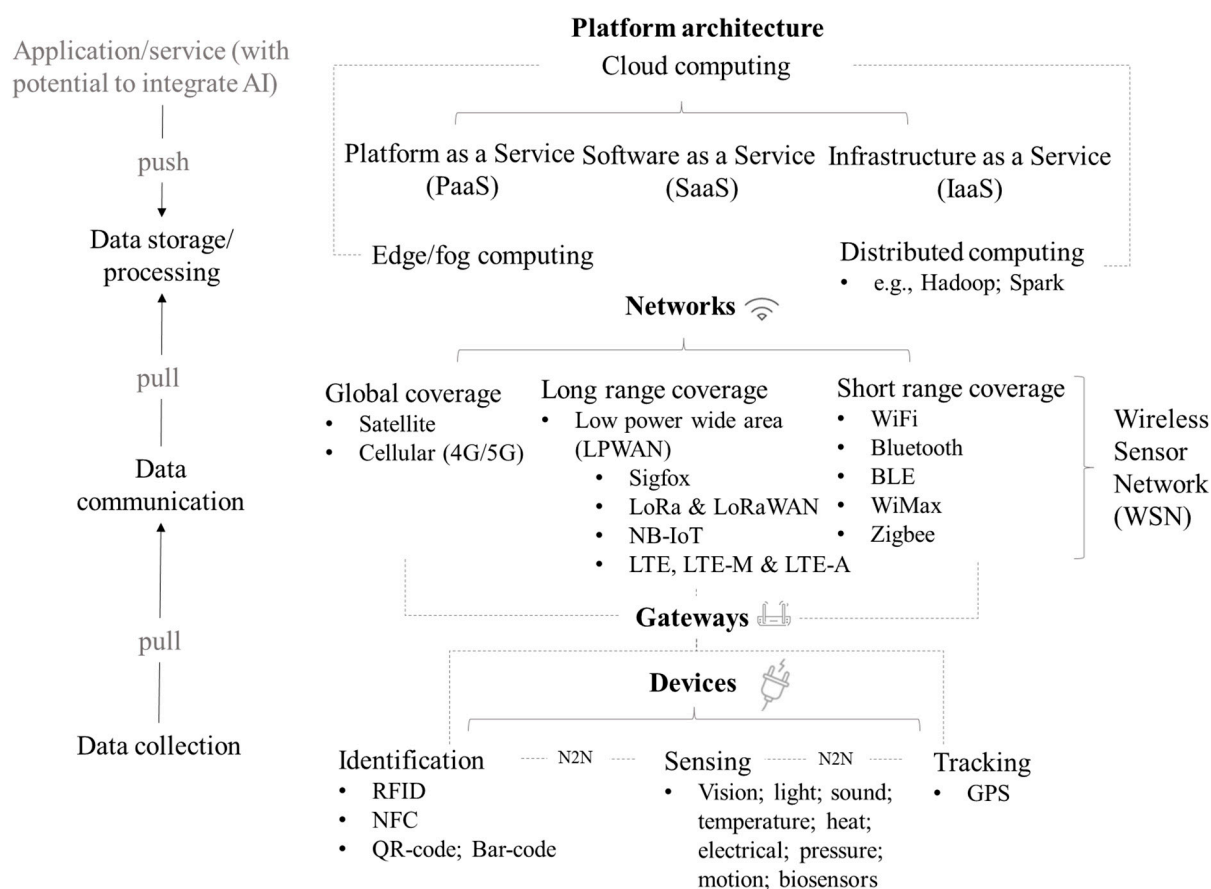 Application/service (with
potential to integrate AI)
push
Data storage/
processing
pull
Data
communication
pull
Data collection
Platform architecture
Cloud computing
Platform as a Service
(PaaS)
Software as a Service
(SaaS)
Infrastructure as a Service
(IaaS)
Edge/fog computing
Distributed computing
• e.g., Hadoop; Spark
Networks
Global coverage
• Satellite
• Cellular (4G/5G)
Long range coverage
• Low power wide area
(LPWAN)
• Sigfox
• LoRa & LoRaWAN
• NB-IoT
• LTE, LTE-M & LTE-A
Short range coverage
• WiFi
• Bluetooth
• BLE
• WiMax
• Zigbee
Wireless
Sensor
Network
(WSN)
Gateways
Devices
Identification
• RFID
• NFC
• QR-code; Bar-code
N2N
Sensing
• Vision; light; sound;
temperature; heat;
electrical; pressure;
motion; biosensors
N2N
Tracking
• GPS